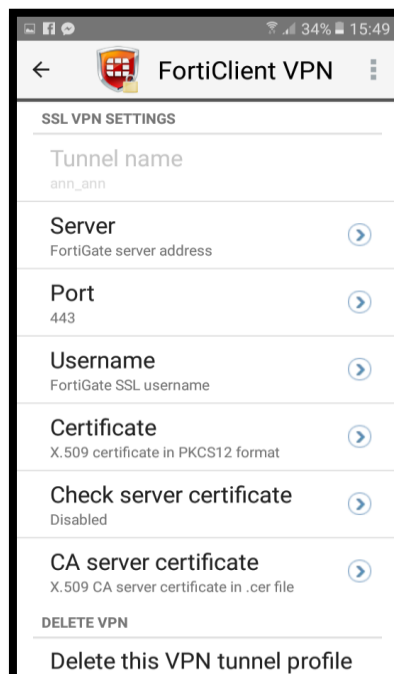 34% 15:49
FortiClient VPN
SSL VPN SETTINGS
Tunnel name
ann_ann
Server
FortiGate server address
Port
443
Username
FortiGate SSL username
Certificate
X.509 certificate in PKCS12 format
Check server certificate
Disabled
CA server certificate
X.509 CA server certificate in .cer file
DELETE VPN
Delete this VPN tunnel profile